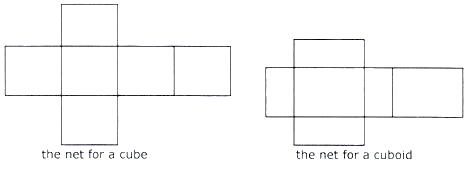 the net for a cube
the net for a cuboid